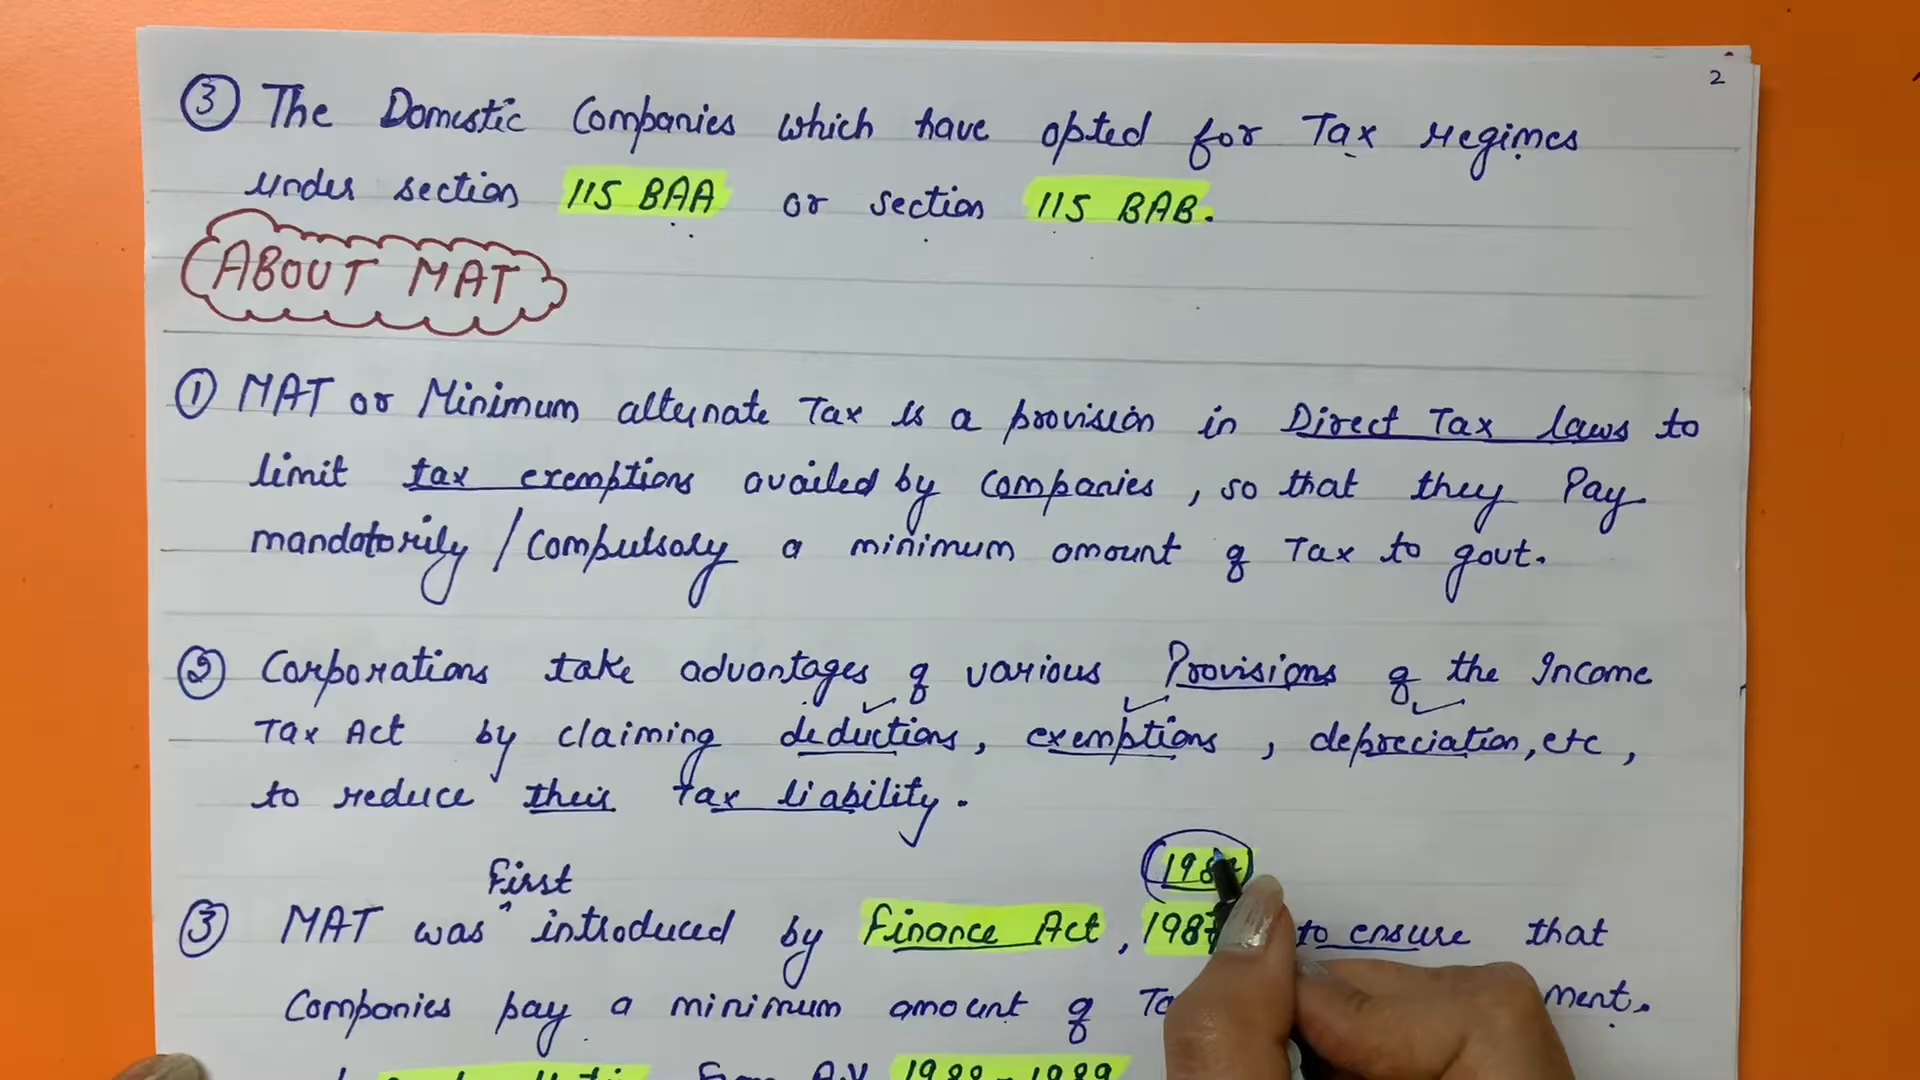 2
③ The Domestic Companies which have opted for Tax regimes
under section 115 BAA or section 115 BAB.
ABOUT MAT
① MAT or Minimum alternate Tax is a provision in Direct Tax laws to
limit tax exemptions availed by companies, so that they Pay
mandatorily / Compulsory a minimum amount of Tax to govt.
② Corporations take advantages of various Provisions of the Income
Tax Act by claiming deductions, exemptions, depreciation, etc,
to reduce their tax liability.
First
③ MAT was ^ introduced by Finance Act, 1987 to ensure that
Companies pay a minimum amount of
From A.Y 1988-1989